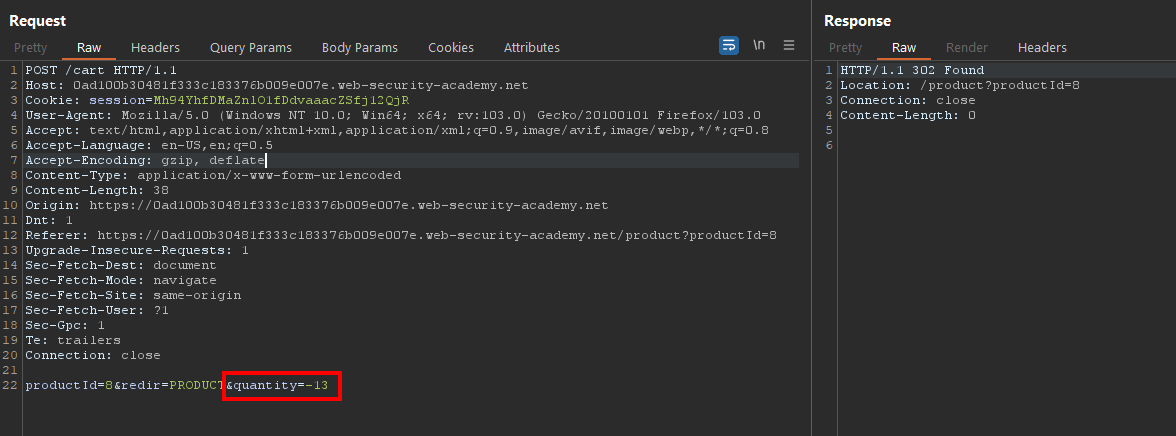 Request
Pretty Raw Headers Query Params Body Params Cookies Attributes
\n
1 POST /cart HTTP/1.1
2 Host: 0ad100b30481f333c183376b009e007e.web-security-academy.net
3 Cookie: session=Mh94YhfDMaZnlO1fDdvaaacZSfj12QjR
4 User-Agent: Mozilla/5.0 (Windows NT 10.0; Win64; x64; rv:103.0) Gecko/20100101 Firefox/103.0
5 Accept: text/html,application/xhtml+xml,application/xml;q=0.9,image/avif,image/webp,*/*;q=0.8
6 Accept-Language: en-US,en;q=0.5
7 Accept-Encoding: gzip, deflate
8 Content-Type: application/x-www-form-urlencoded
9 Content-Length: 38
10 Origin: https://0ad100b30481f333c183376b009e007e.web-security-academy.net
11 Dnt: 1
12 Referer: https://0ad100b30481f333c183376b009e007e.web-security-academy.net/product?productId=8
13 Upgrade-Insecure-Requests: 1
14 Sec-Fetch-Dest: document
15 Sec-Fetch-Mode: navigate
16 Sec-Fetch-Site: same-origin
17 Sec-Fetch-User: ?1
18 Sec-Gpc: 1
19 Te: trailers
20 Connection: close
21
22 productId=8&redir=PRODUCT&quantity=-13
Response
Pretty Raw Render Headers
1 HTTP/1.1 302 Found
2 Location: /product?productId=8
3 Connection: close
4 Content-Length: 0
5
6